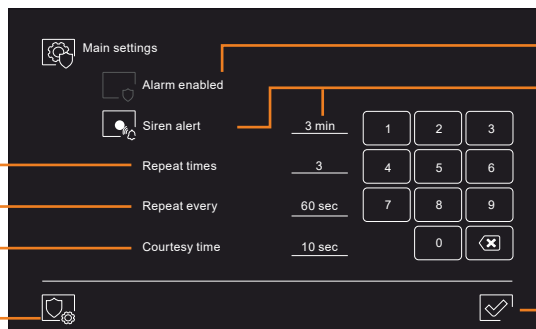 Main settings
Alarm enabled
Siren alert 3 min
Repeat times 3
Repeat every 60 sec
Courtesy time 10 sec
1 2 3
4 5 6
7 8 9
0